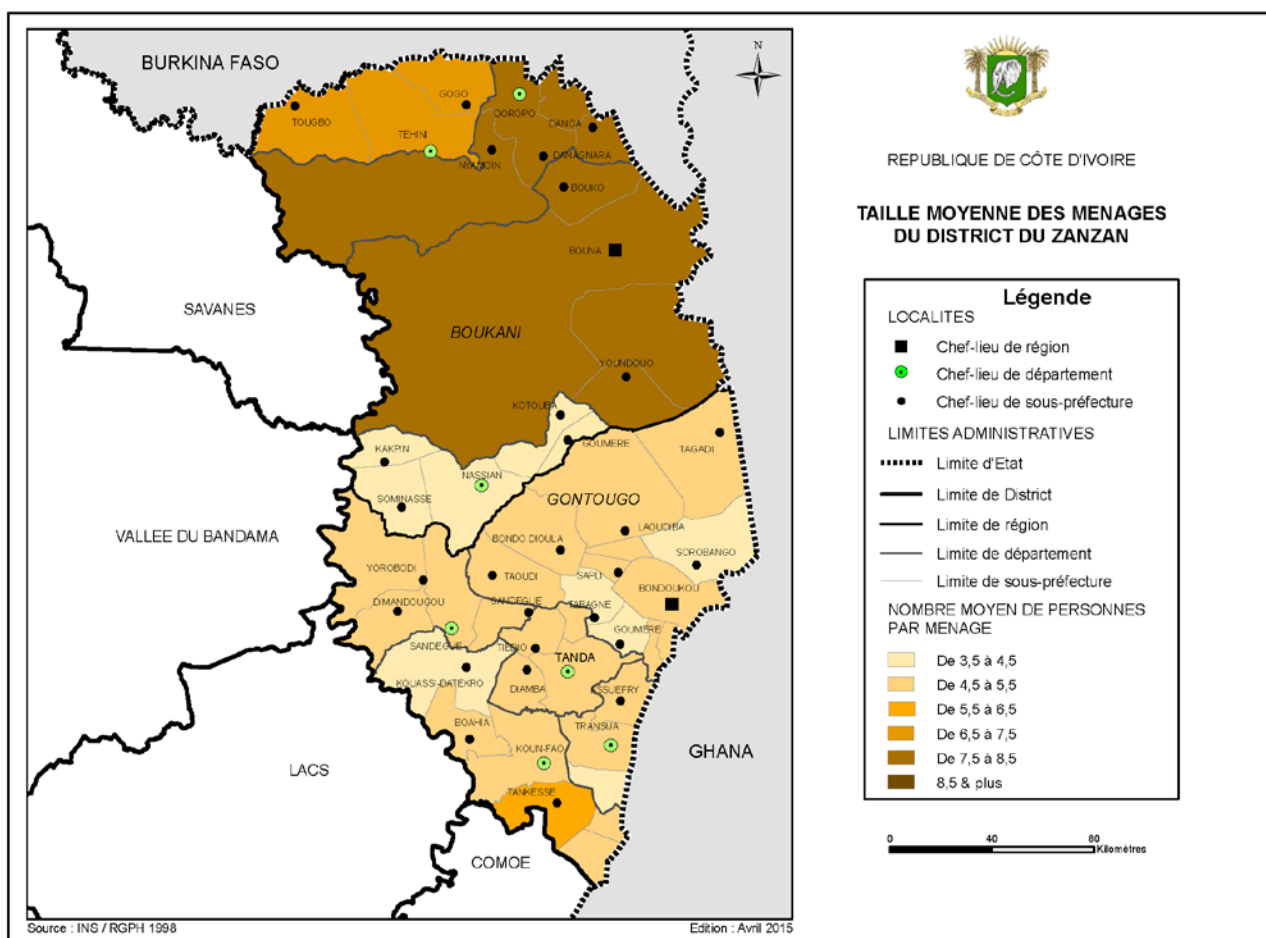 BURKINA FASO
N
GOGO
TOUGBO
DOROPO
DANOA
TEHINI
NYAMOIN
DANAGNARA
BOUKO
BOUNA
SAVANES
BOUKANI
YOUNDOUO
KOTOUBA
GOUMERE
TAGADI
KAKPIN
NASSIAN
SOMINASSE
GONTOUGO
LAOUDI-BA
VALLEE DU BANDAMA
BONDO DIOULA
SOROBANGO
YOROBODI
TAOUDI
SAPLI
BONDOUKOU
DIMANDOUGOU
SANDEGUE
TABAGNE
GOUMERE
SANDEGUE
TIEDIO
TANDA
KOUASSI-DATEKRO
DIAMBA
ASSUEFRY
BOAHIA
TRANSUA
KOUN-FAO
GHANA
LACS
TANKESSE
COMOE
Source : INS / RGPH 1998
Edition : Avril 2015
REPUBLIQUE DE CÔTE D'IVOIRE
TAILLE MOYENNE DES MENAGES
DU DISTRICT DU ZANZAN
Légende
LOCALITES
Chef-lieu de région
Chef-lieu de département
Chef-lieu de sous-préfecture
LIMITES ADMINISTRATIVES
Limite d'Etat
Limite de District
Limite de région
Limite de département
Limite de sous-préfecture
NOMBRE MOYEN DE PERSONNES
PAR MENAGE
De 3,5 à 4,5
De 4,5 à 5,5
De 5,5 à 6,5
De 6,5 à 7,5
De 7,5 à 8,5
8,5 & plus
0 40 80
Kilomètres